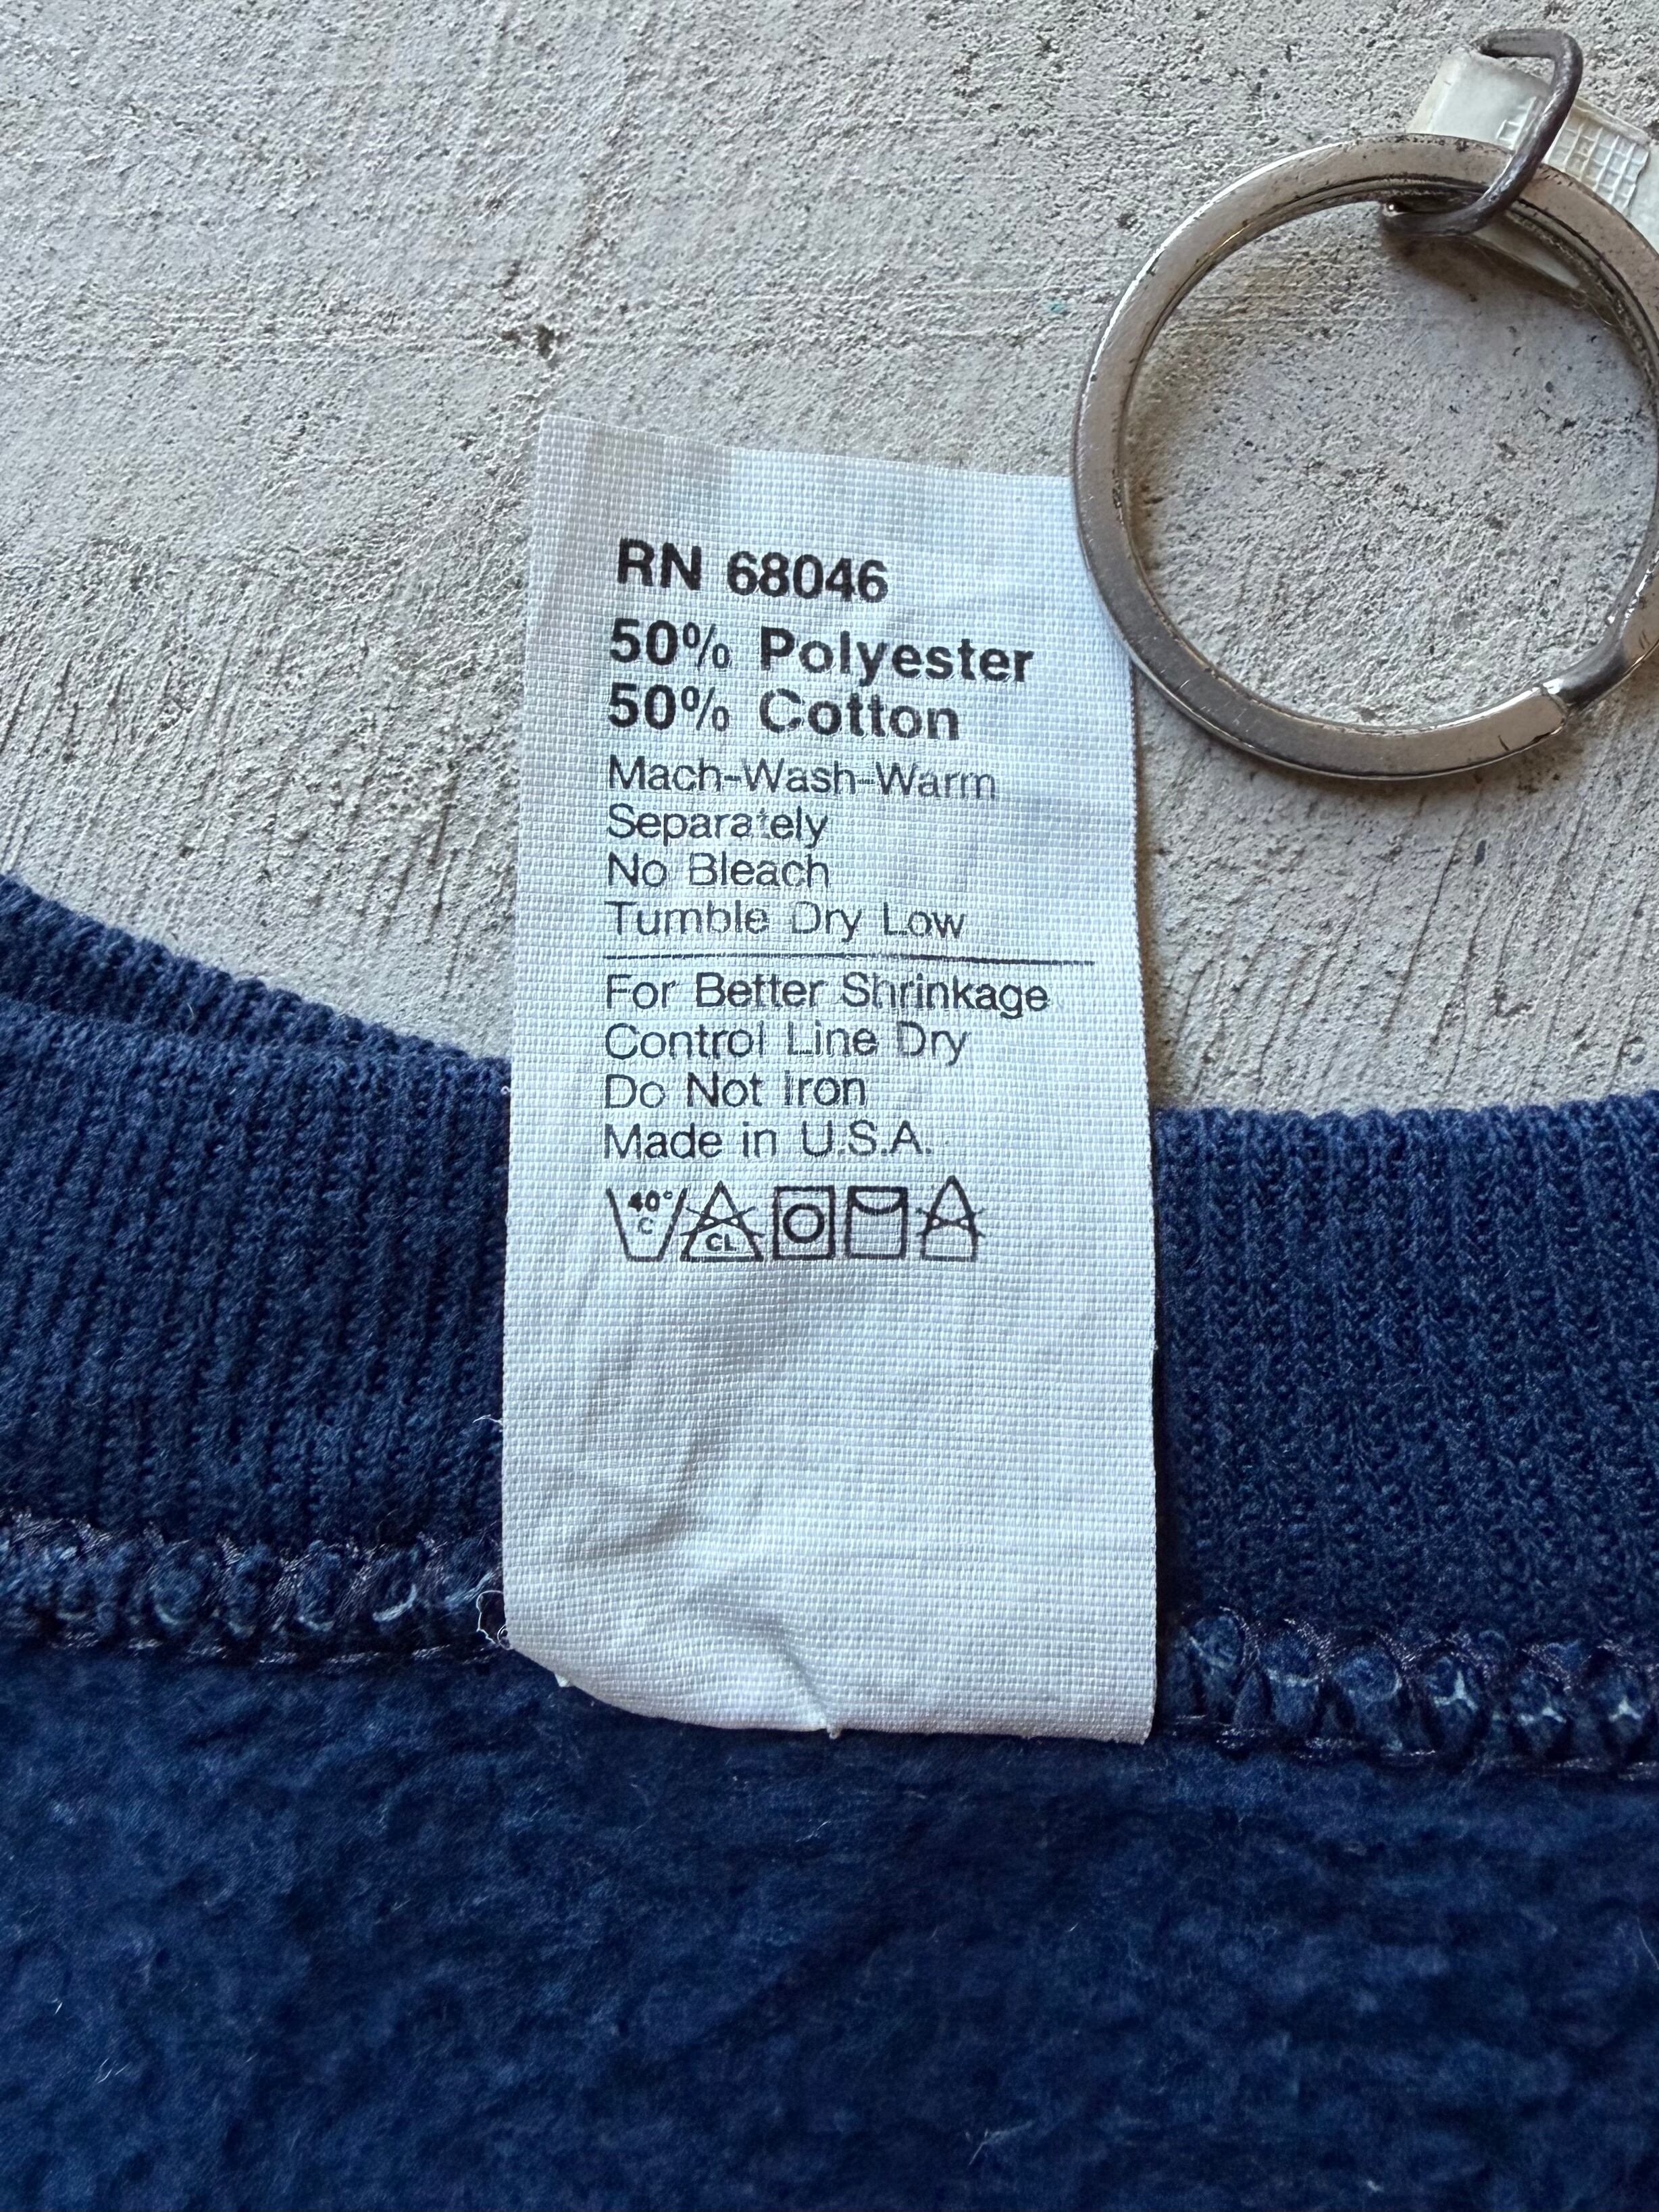 RN 68046
50% Polyester
50% Cotton
Mach-Wash-Warm
Separately
No Bleach
Tumble Dry Low
For Better Shrinkage
Control Line Dry
Do Not Iron
Made in U.S.A.
40° C CL